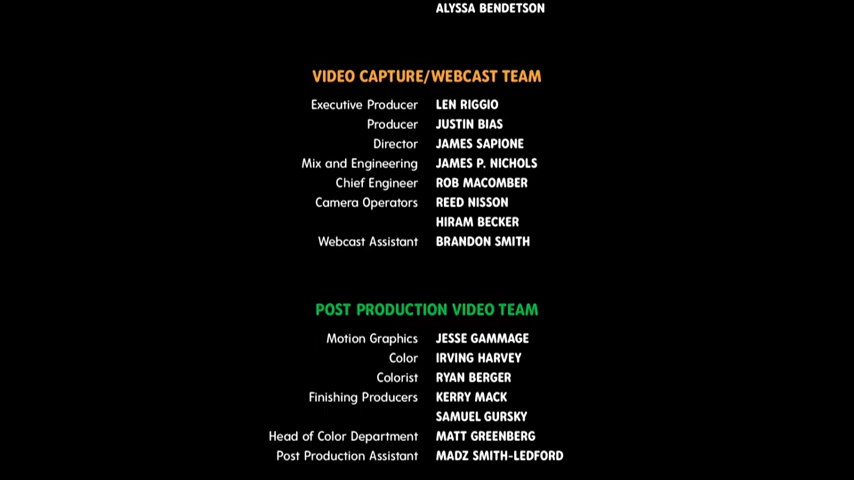 ALYSSA BENDETSON
VIDEO CAPTURE/WEBCAST TEAM
Executive Producer LEN RIGGIO
Producer JUSTIN BIAS
Director JAMES SAPIONE
Mix and Engineering JAMES P. NICHOLS
Chief Engineer ROB MACOMBER
Camera Operators REED NISSON
HIRAM BECKER
Webcast Assistant BRANDON SMITH
POST PRODUCTION VIDEO TEAM
Motion Graphics JESSE GAMMAGE
Color IRVING HARVEY
Colorist RYAN BERGER
Finishing Producers KERRY MACK
SAMUEL GURSKY
Head of Color Department MATT GREENBERG
Post Production Assistant MADZ SMITH-LEDFORD